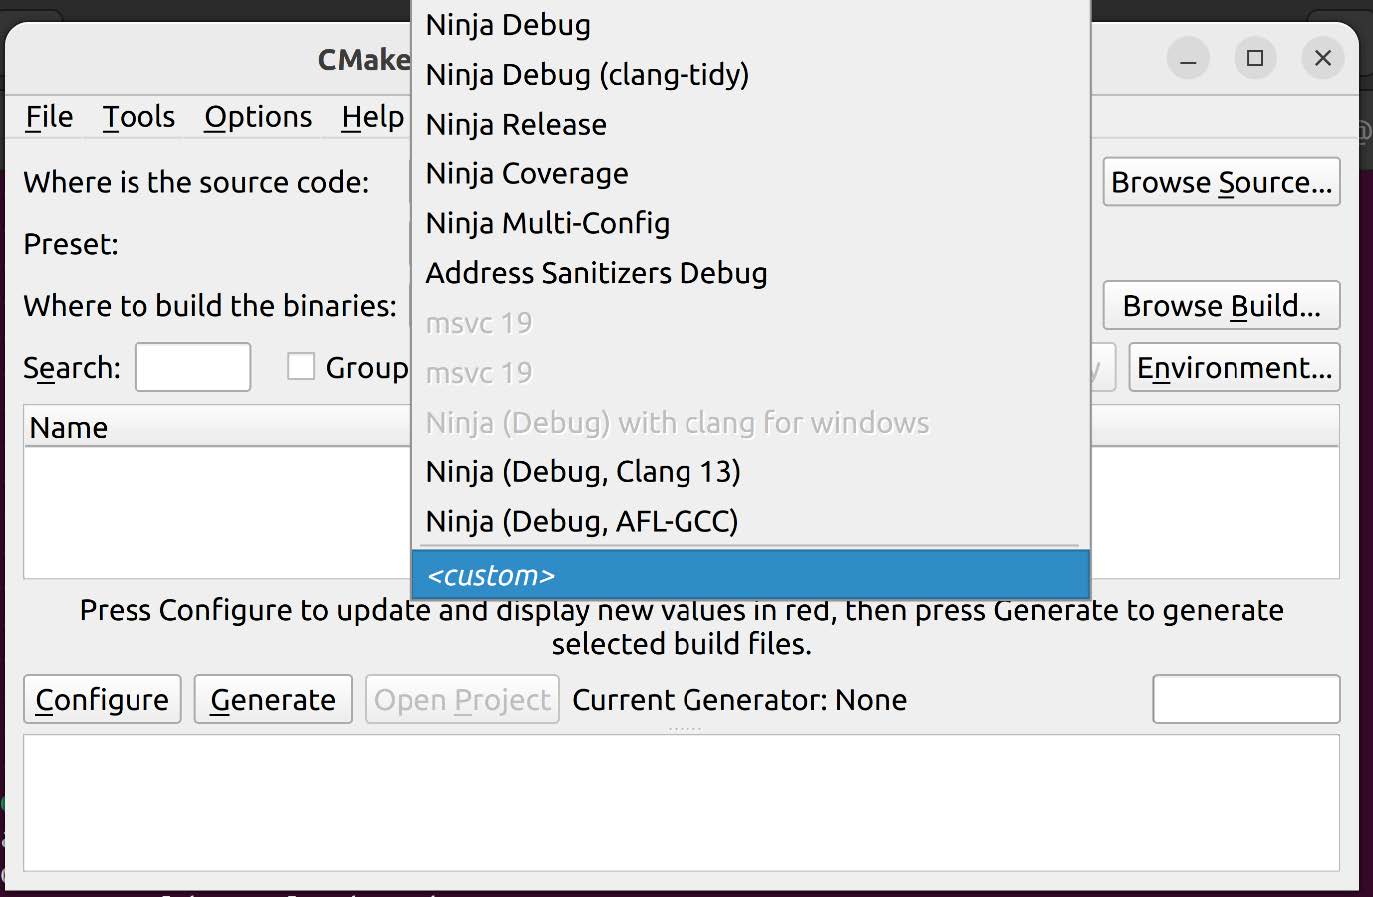 CMake
File Tools Options Help
Where is the source code:
Browse Source...
Preset:
Where to build the binaries:
Browse Build...
Search:
Group
Environment...
Name
Ninja Debug
Ninja Debug (clang-tidy)
Ninja Release
Ninja Coverage
Ninja Multi-Config
Address Sanitizers Debug
msvc 19
msvc 19
Ninja (Debug) with clang for windows
Ninja (Debug, Clang 13)
Ninja (Debug, AFL-GCC)
<custom>
Press Configure to update and display new values in red, then press Generate to generate
selected build files.
Configure Generate Open Project Current Generator: None